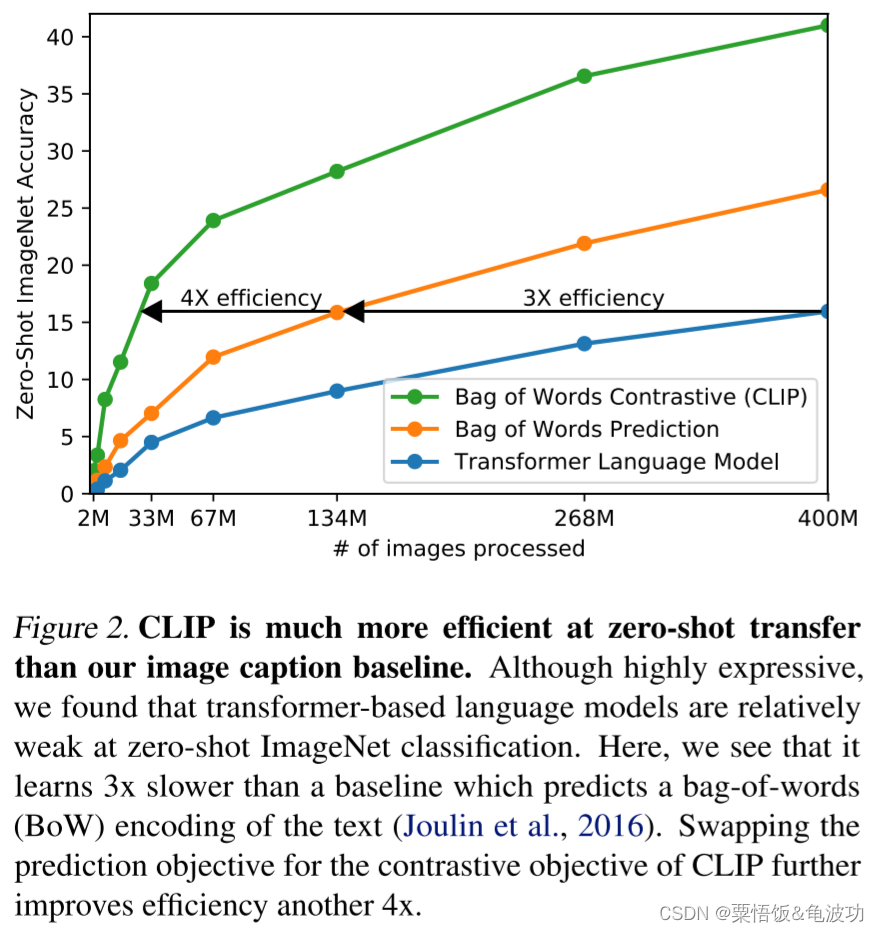 40
35
30
25
20
15
10
5
0
Zero-Shot ImageNet Accuracy
4X efficiency
3X efficiency
Bag of Words Contrastive (CLIP)
Bag of Words Prediction
Transformer Language Model
2M 33M 67M 134M 268M 400M
# of images processed
Figure 2. CLIP is much more efficient at zero-shot transfer
than our image caption baseline. Although highly expressive,
we found that transformer-based language models are relatively
weak at zero-shot ImageNet classification. Here, we see that it
learns 3x slower than a baseline which predicts a bag-of-words
(BoW) encoding of the text (Joulin et al., 2016). Swapping the
prediction objective for the contrastive objective of CLIP further
improves efficiency another 4x.
CSDN @粟悟饭&龟波功